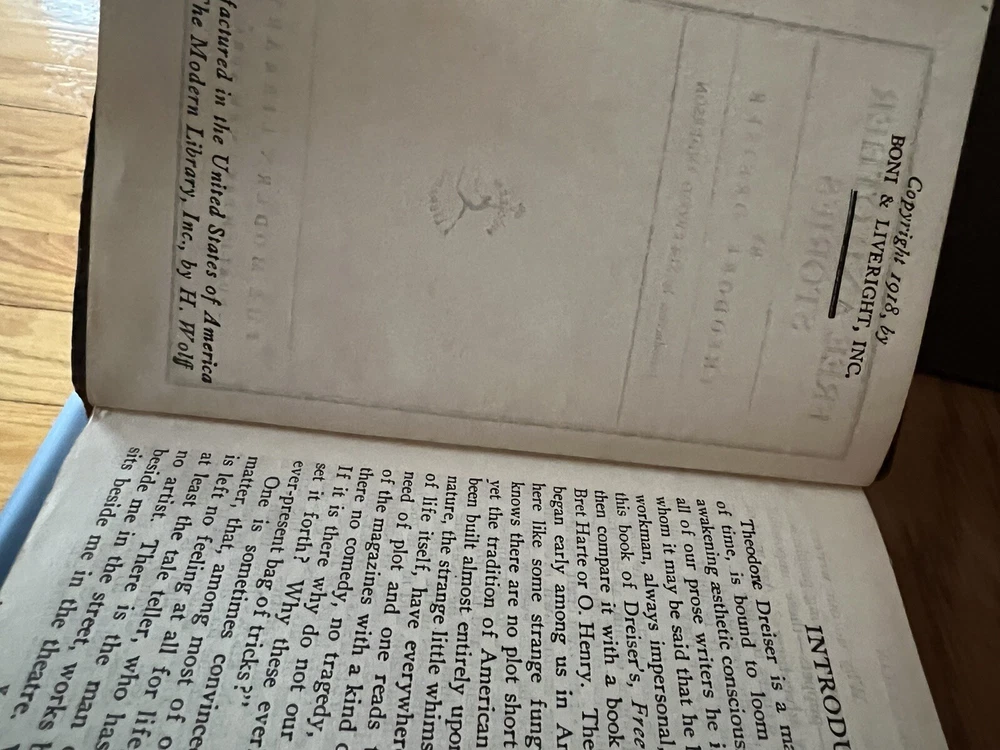 Copyright 1918, by
BONI & LIVERIGHT, INC.
factured in the United States of America
he Modern Library, Inc., by H. Wolff
INTRODU
Theodore Dreiser is a m
of time, is bound to loom
awakening æsthetic conscious
all of our prose writers he i
whom it may be said that he
workman, always impersonal,
this book of Dreiser's, Free
then compare it with a book
Bret Harte or O. Henry. The
began early among us in Am
here like some strange fung
knows there are no plot short
yet the tradition of American
been built almost entirely upon
nature, the strange little whims
of life itself, have everywhere
need of plot and one reads
of the magazines with a kind
there no comedy, no tragedy,
If it is there why do not our
set it forth? Why these ever
ever-present bag of tricks?"
One is sometimes convince
matter, that, among most of
is left no feeling at all for life
at least the tale teller, who has
no artist. There is the man
beside me in the street, works
sits beside me in the theatre.